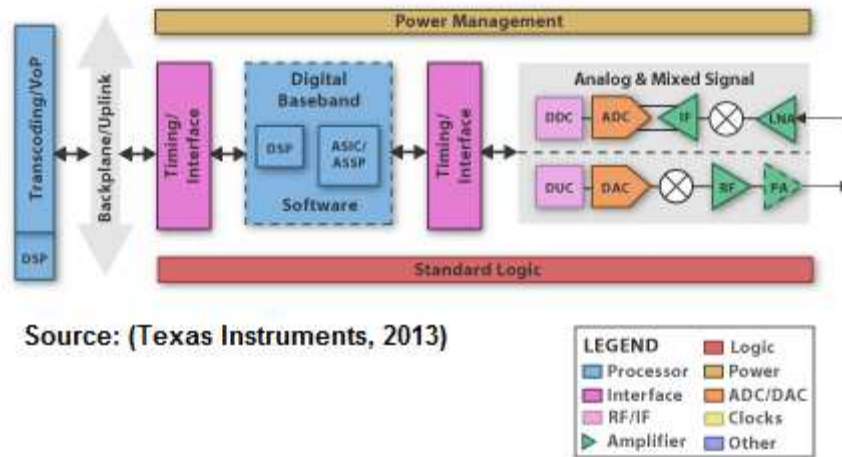 Power Management
Transcoding/VoP
DSP
Backplane/Uplink
Timing/
Interface
Digital
Baseband
DSP
ASIC/
ASSP
Software
Timing/
Interface
Analog & Mixed Signal
DDC
ADC
IF
LNA
DUC
DAC
RF
PA
Standard Logic
Source: (Texas Instruments, 2013)
LEGEND
Processor
Interface
RF/IF
Amplifier
Logic
Power
ADC/DAC
Clocks
Other